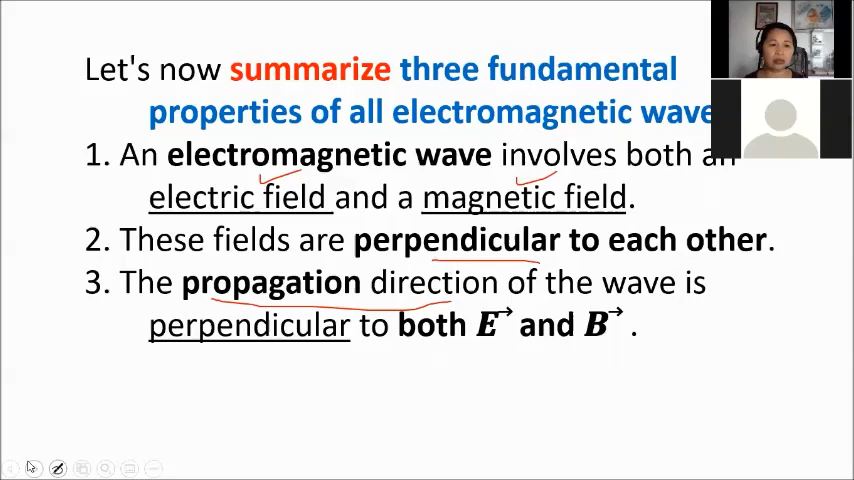 Let's now summarize three fundamental
properties of all electromagnetic wave
1. An electromagnetic wave involves both an
electric field and a magnetic field.
2. These fields are perpendicular to each other.
3. The propagation direction of the wave is
perpendicular to both E→ and B→ .